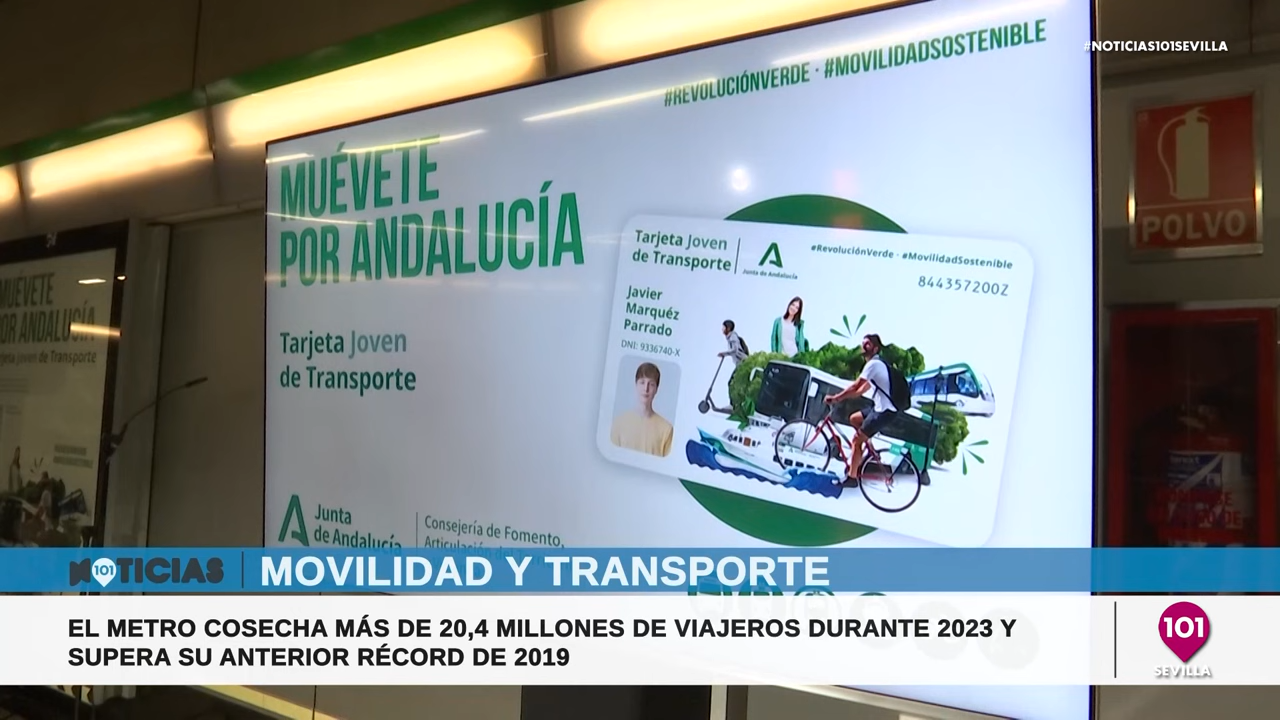 #NOTICIAS101SEVILLA
#REVOLUCIÓNVERDE · #MOVILIDADSOSTENIBLE
MUÉVETE
POR ANDALUCÍA
Tarjeta Joven
de Transporte
Tarjeta Joven
de Transporte
Junta de Andalucía
#RevoluciónVerde · #MovilidadSostenible
844357200Z
Javier
Marquéz
Parrado
DNI: 9336740-X
Junta
de Andalucía
Consejería de Fomento,
Articulación del
POLVO
MUÉVETE
POR ANDALUCÍA
Tarjeta Joven de Transporte
NOTICIAS 101
MOVILIDAD Y TRANSPORTE
EL METRO COSECHA MÁS DE 20,4 MILLONES DE VIAJEROS DURANTE 2023 Y
SUPERA SU ANTERIOR RÉCORD DE 2019
101
SEVILLA